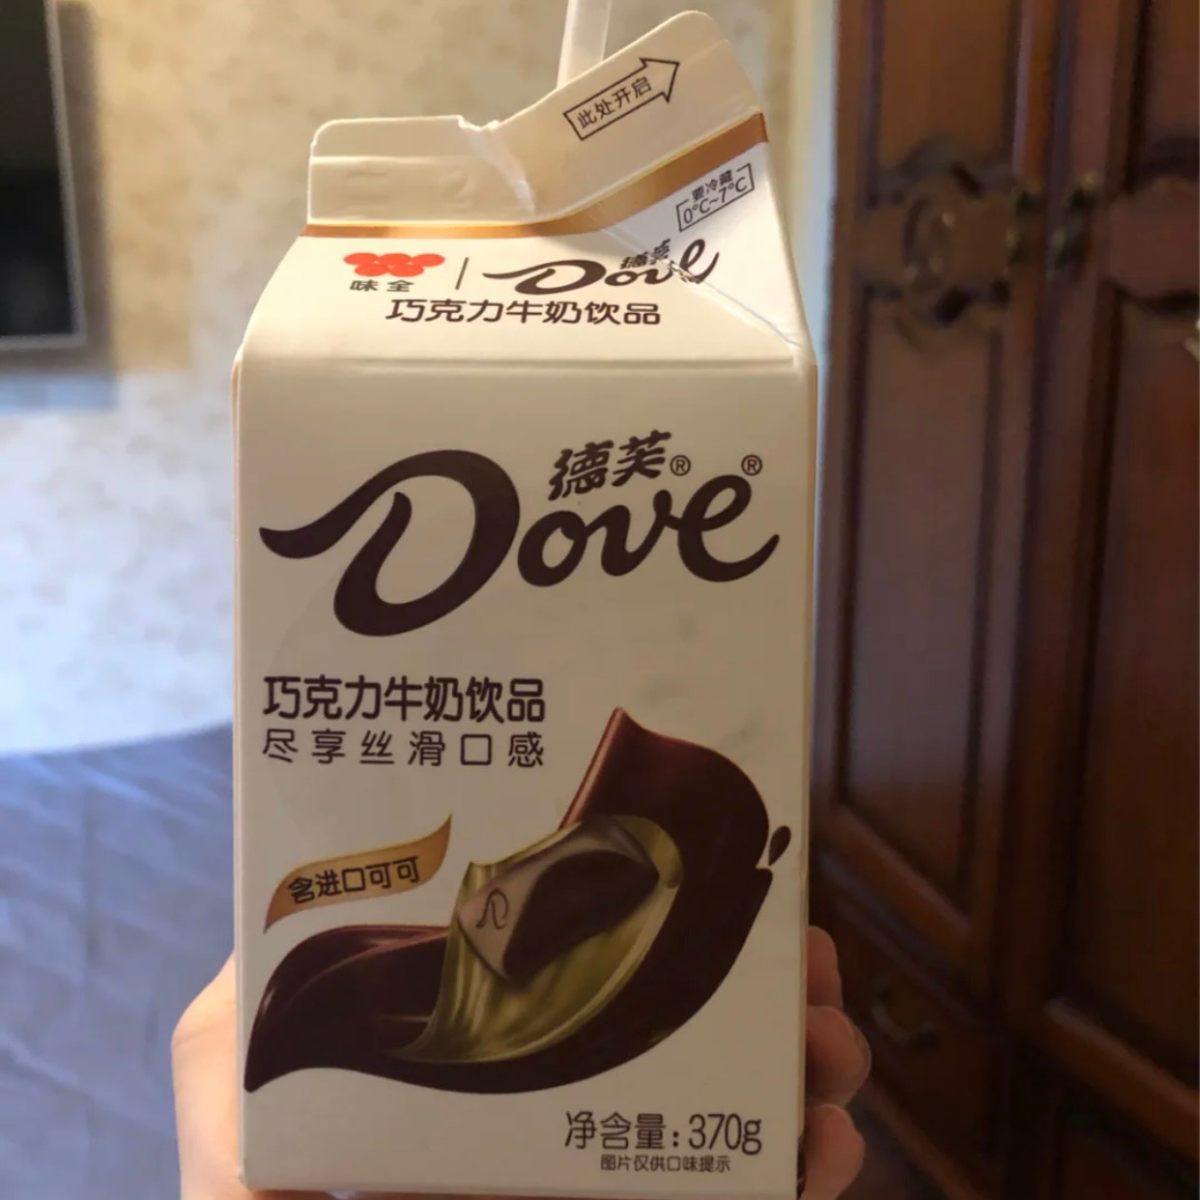 此处开启
要冷藏
0°C~7°C
味全
德芙
Dove
巧克力牛奶饮品
德芙®
Dove®
巧克力牛奶饮品
尽享丝滑口感
含进口可可
净含量:370g
图片仅供口味提示